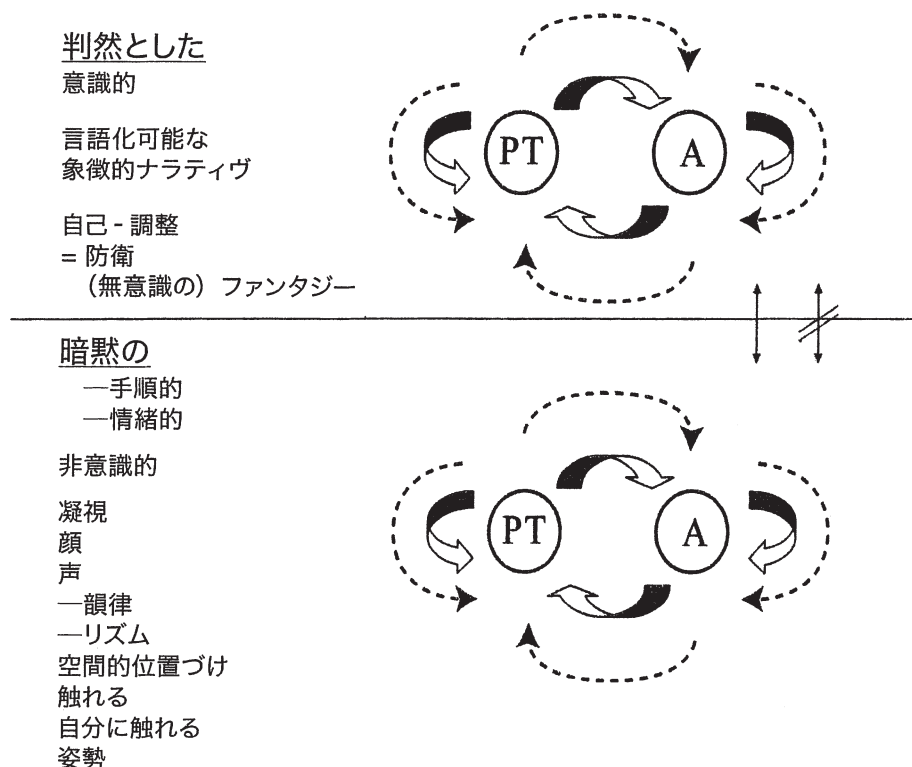 判然とした
意識的
言語化可能な
象徴的ナラティヴ
自己 - 調整
= 防衛
（無意識の）ファンタジー
PT
A
暗黙の
―手順的
―情緒的
非意識的
凝視
顔
声
―韻律
―リズム
空間的位置づけ
触れる
自分に触れる
姿勢
PT
A